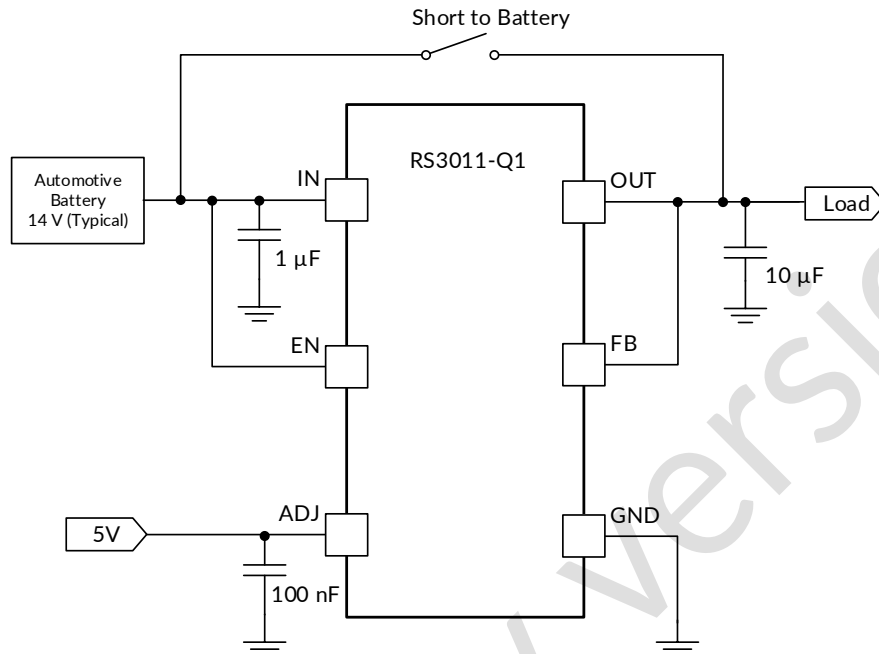 Short to Battery
RS3011-Q1
IN
OUT
Automotive
Battery
14 V (Typical)
Load
1 μF
10 μF
EN
FB
ADJ
GND
5V
100 nF
y versio